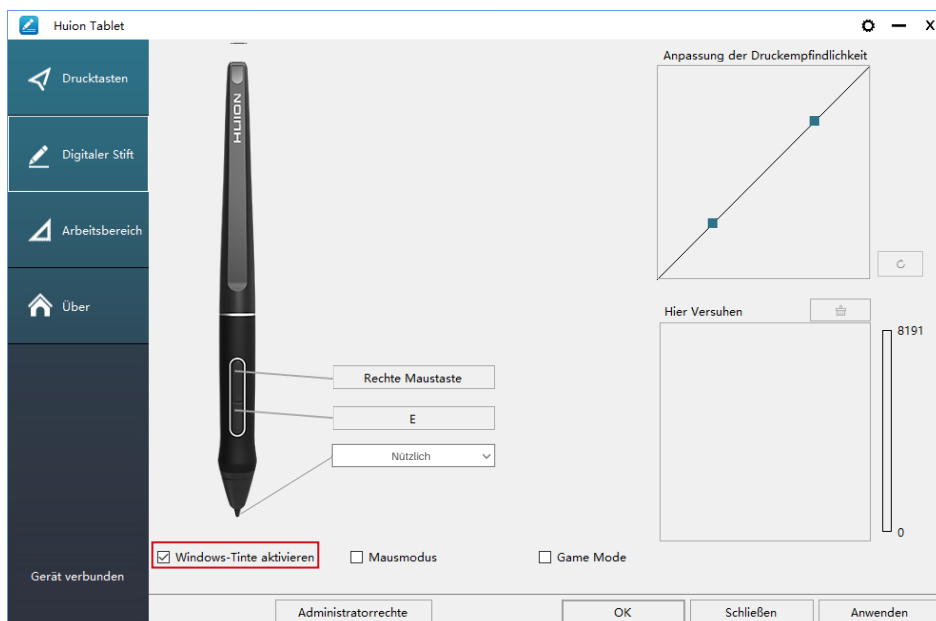 Huion Tablet
X
Drucktasten
Digitaler Stift
Arbeitsbereich
Über
Gerät verbunden
HUION
Rechte Maustaste
E
Nützlich
Windows-Tinte aktivieren
Mausmodus
Game Mode
Anpassung der Druckempfindlichkeit
Hier Versuhen
8191
0
Administratorrechte
OK
Schließen
Anwenden